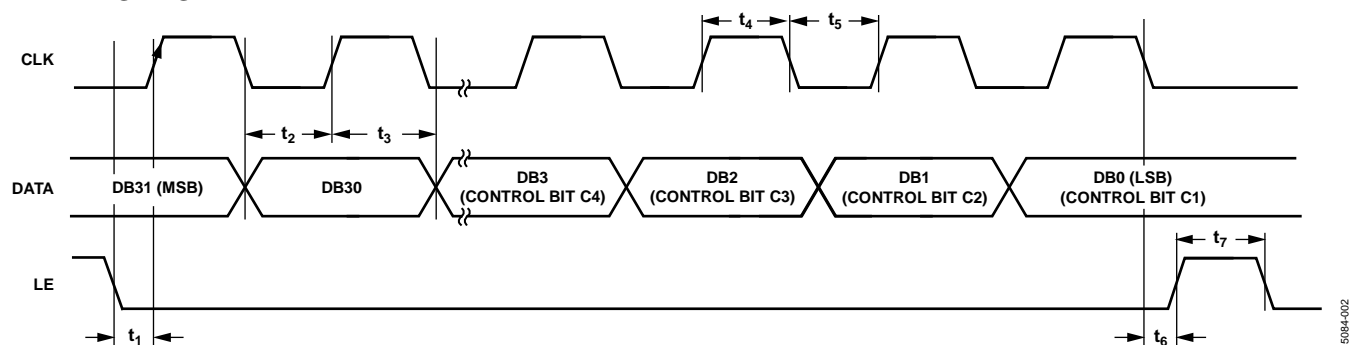 t4
t5
CLK
t2
t3
DATA
DB31 (MSB)
DB30
DB3
(CONTROL BIT C4)
DB2
(CONTROL BIT C3)
DB1
(CONTROL BIT C2)
DB0 (LSB)
(CONTROL BIT C1)
t7
LE
t1
t6
5084-002